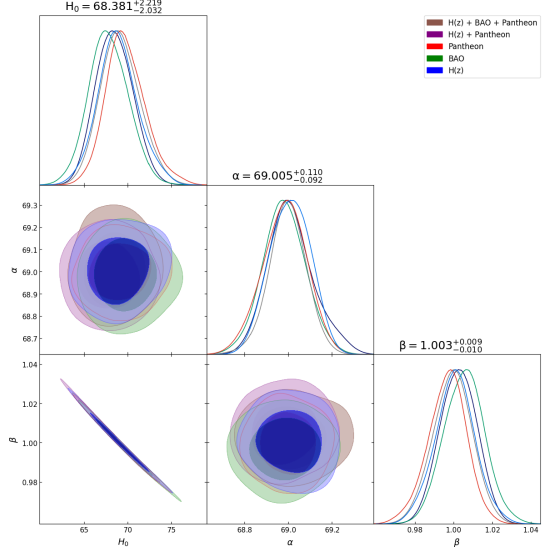 H₀ = 68.381+2.219 −2.032
H(z) + BAO + Pantheon
H(z) + Pantheon
Pantheon
BAO
H(z)
α = 69.005+0.110 −0.092
69.3
69.2
69.1
69.0
68.9
68.8
68.7
α
β = 1.003+0.009 −0.010
1.04
1.02
1.00
0.98
β
65 70 75
68.8 69.0 69.2
0.98 1.00 1.02 1.04
H₀
α
β